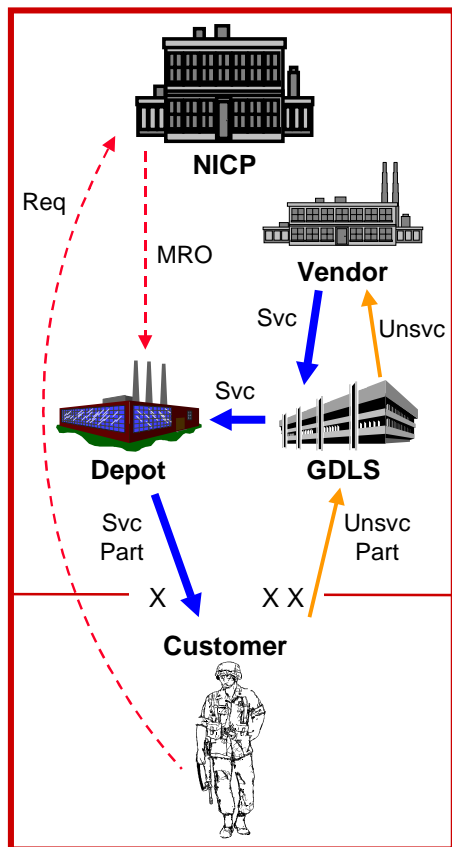 NICP
Req
MRO
Vendor
Svc
Unsvc
Svc
Depot
GDLS
Svc
Part
Unsvc
Part
X
X X
Customer